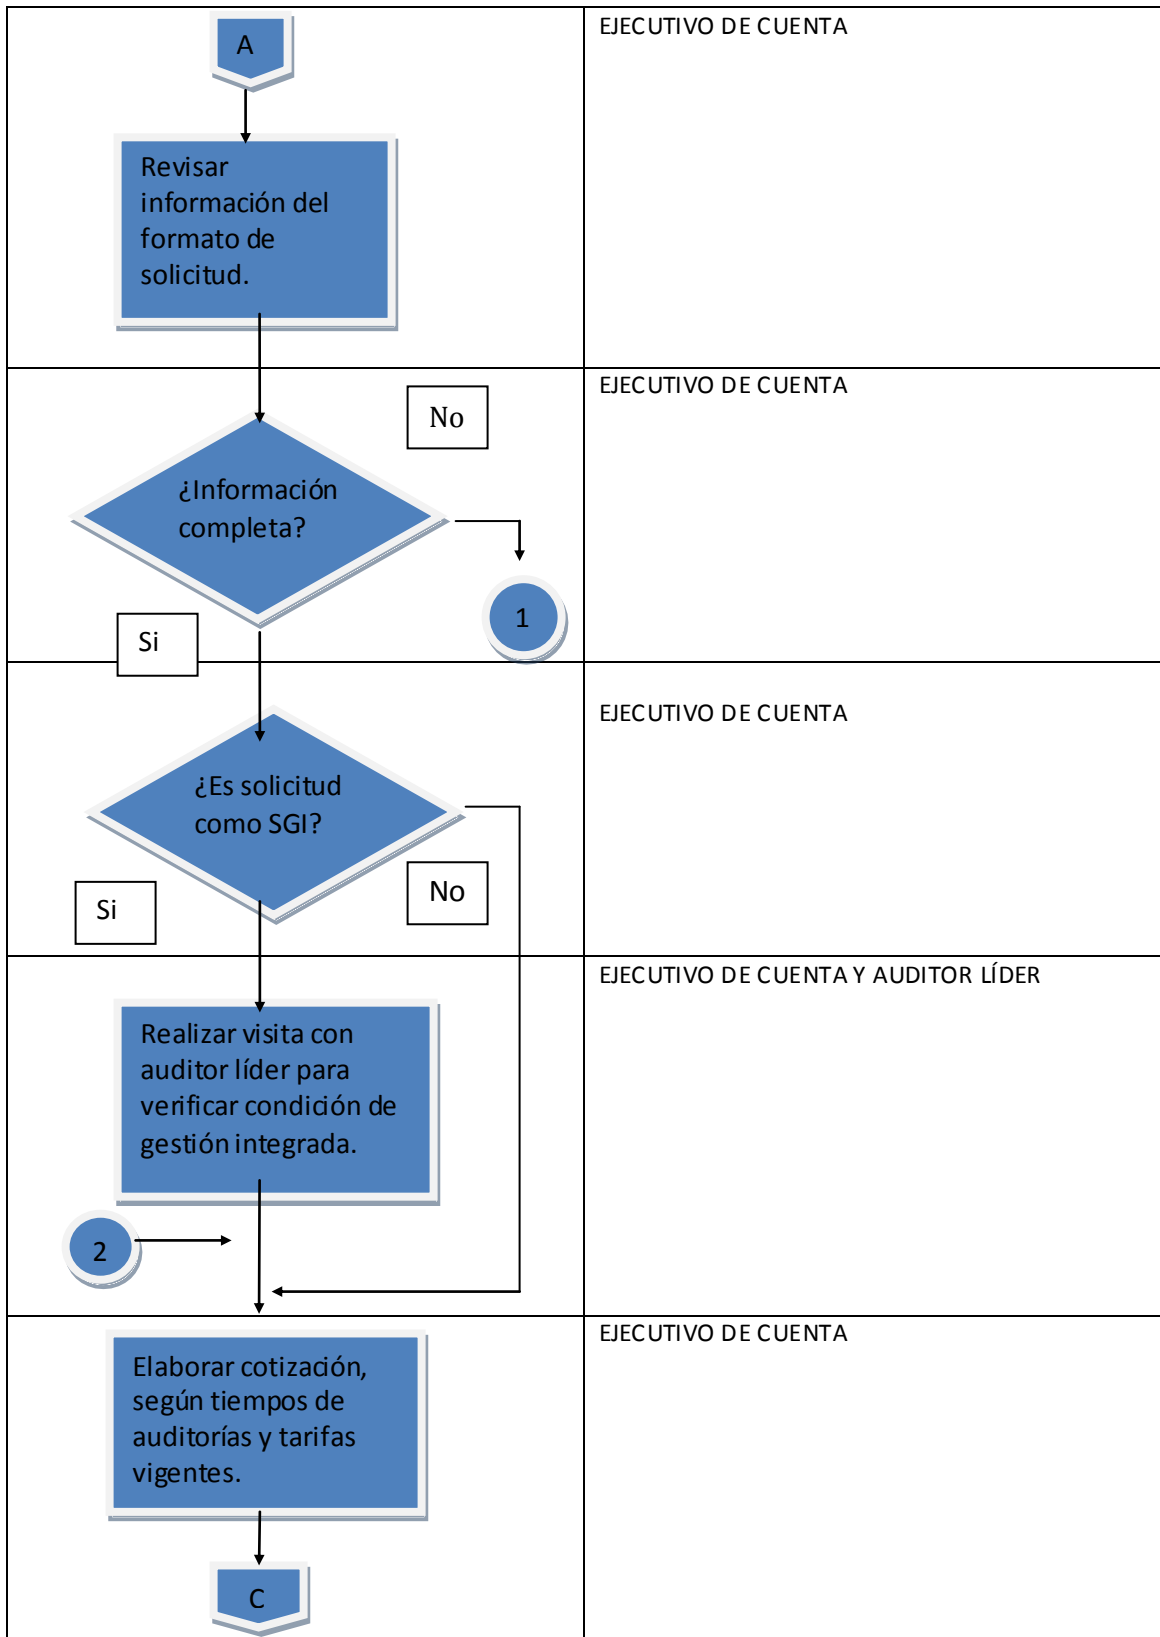 A
EJECUTIVO DE CUENTA
Revisar
información del
formato de
solicitud.
EJECUTIVO DE CUENTA
No
¿Información
completa?
1
Si
EJECUTIVO DE CUENTA
¿Es solicitud
como SGI?
No
Si
EJECUTIVO DE CUENTA Y AUDITOR LÍDER
Realizar visita con
auditor líder para
verificar condición de
gestión integrada.
2
EJECUTIVO DE CUENTA
Elaborar cotización,
según tiempos de
auditorías y tarifas
vigentes.
C